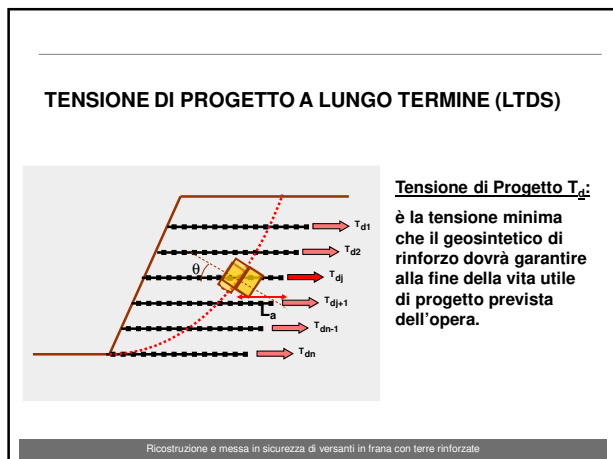 TENSIONE DI PROGETTO A LUNGO TERMINE (LTDS)
Tensione di Progetto Td:
è la tensione minima
che il geosintetico di
rinforzo dovrà garantire
alla fine della vita utile
di progetto prevista
dell'opera.
Td1
Td2
θ
Tdj
Tdj+1
La
Tdn-1
Tdn
Ricostruzione e messa in sicurezza di versanti in frana con terre rinforzate